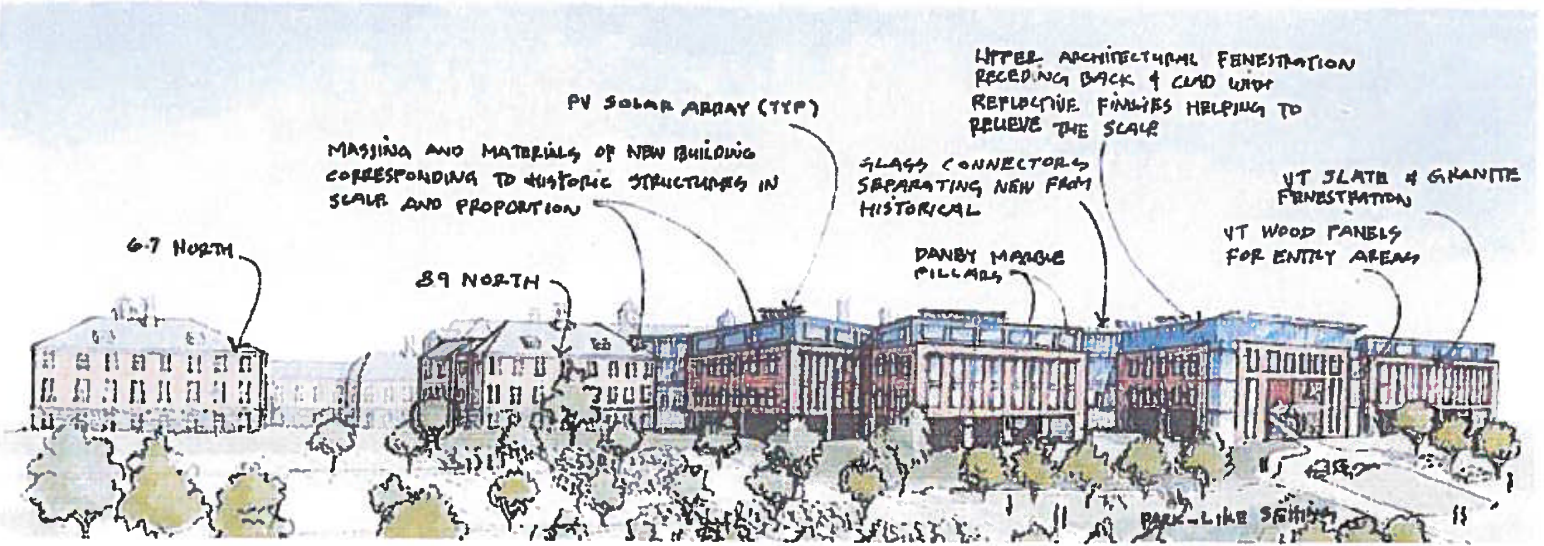 UPPER ARCHITECTURAL FENESTRATION
RECEDING BACK & CLAD WITH
REFLECTIVE FINISHES HELPING TO
RELIEVE THE SCALE
PV SOLAR ARRAY (TYP)
MASSING AND MATERIALS OF NEW BUILDING
CORRESPONDING TO HISTORIC STRUCTURES IN
SCALE AND PROPORTION
GLASS CONNECTORS
SEPARATING NEW FROM
HISTORICAL
VT SLATE & GRANITE
FENESTRATION
VT WOOD PANELS
FOR ENTRY AREAS
6-7 NORTH
89 NORTH
DANBY MARBLE
PILLARS
PARK-LIKE SETTING